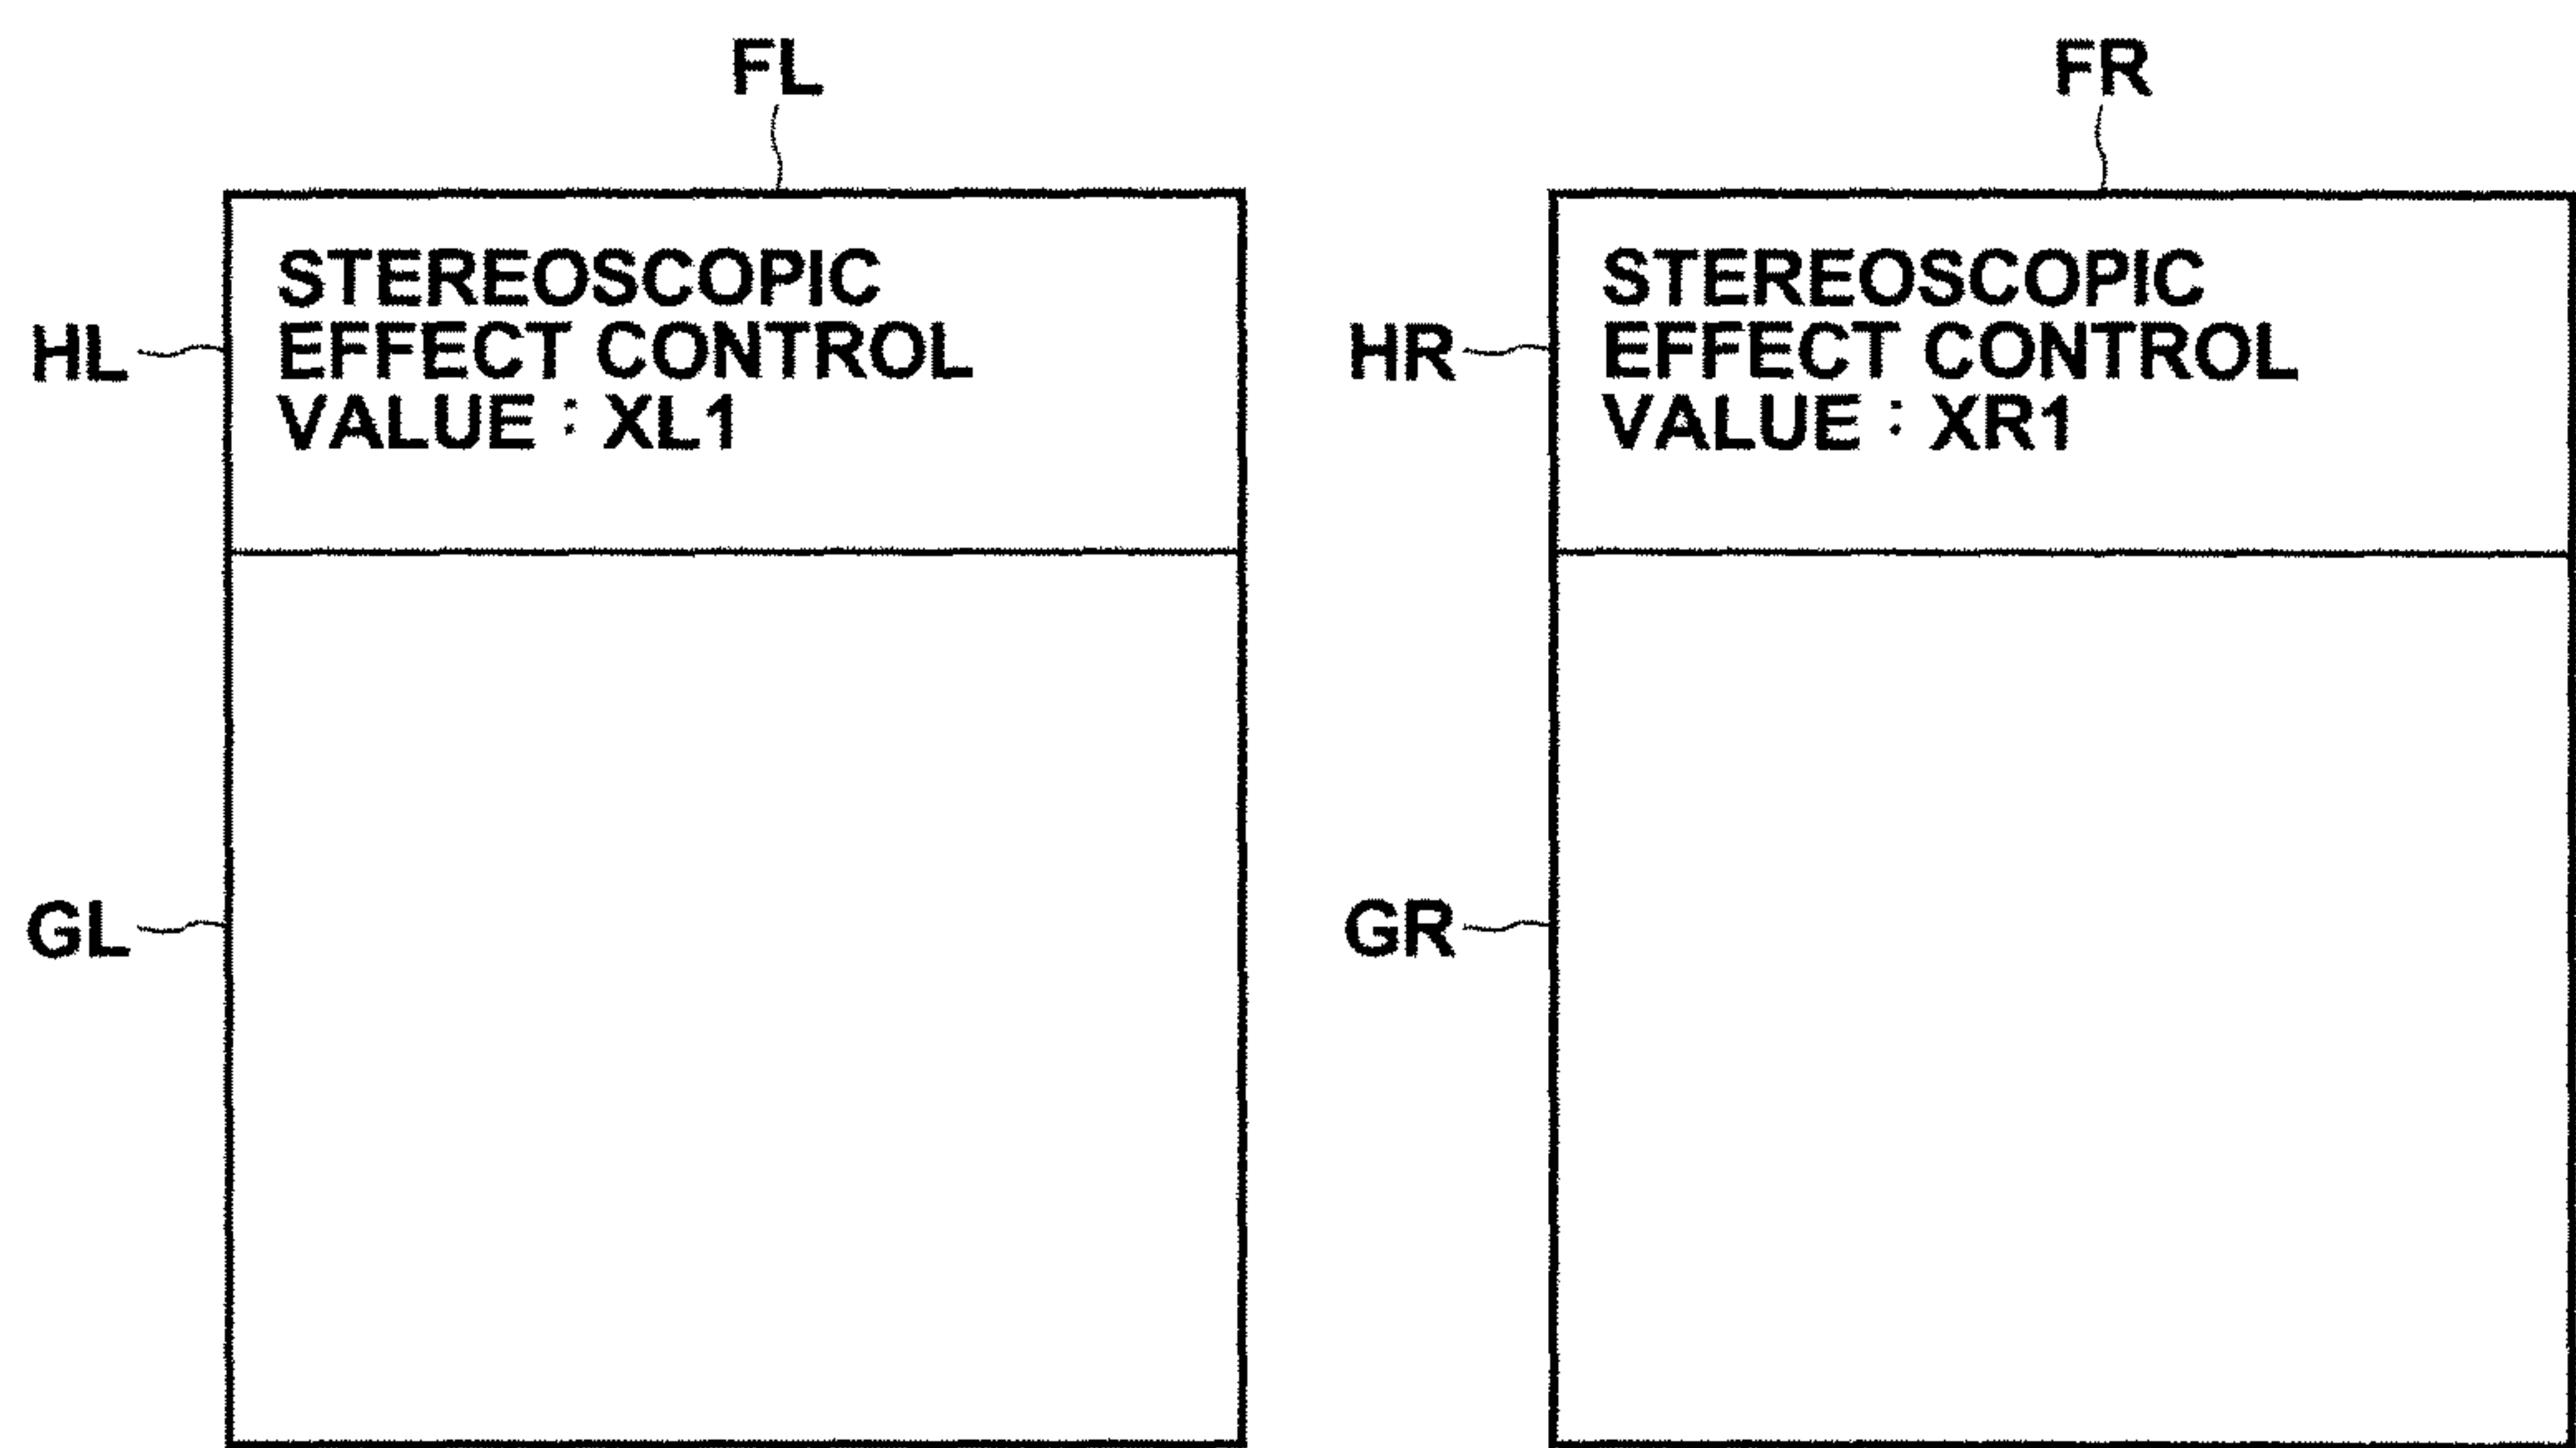 FL
FR
HL
STEREOSCOPIC
EFFECT CONTROL
VALUE : XL1
HR
STEREOSCOPIC
EFFECT CONTROL
VALUE : XR1
GL
GR